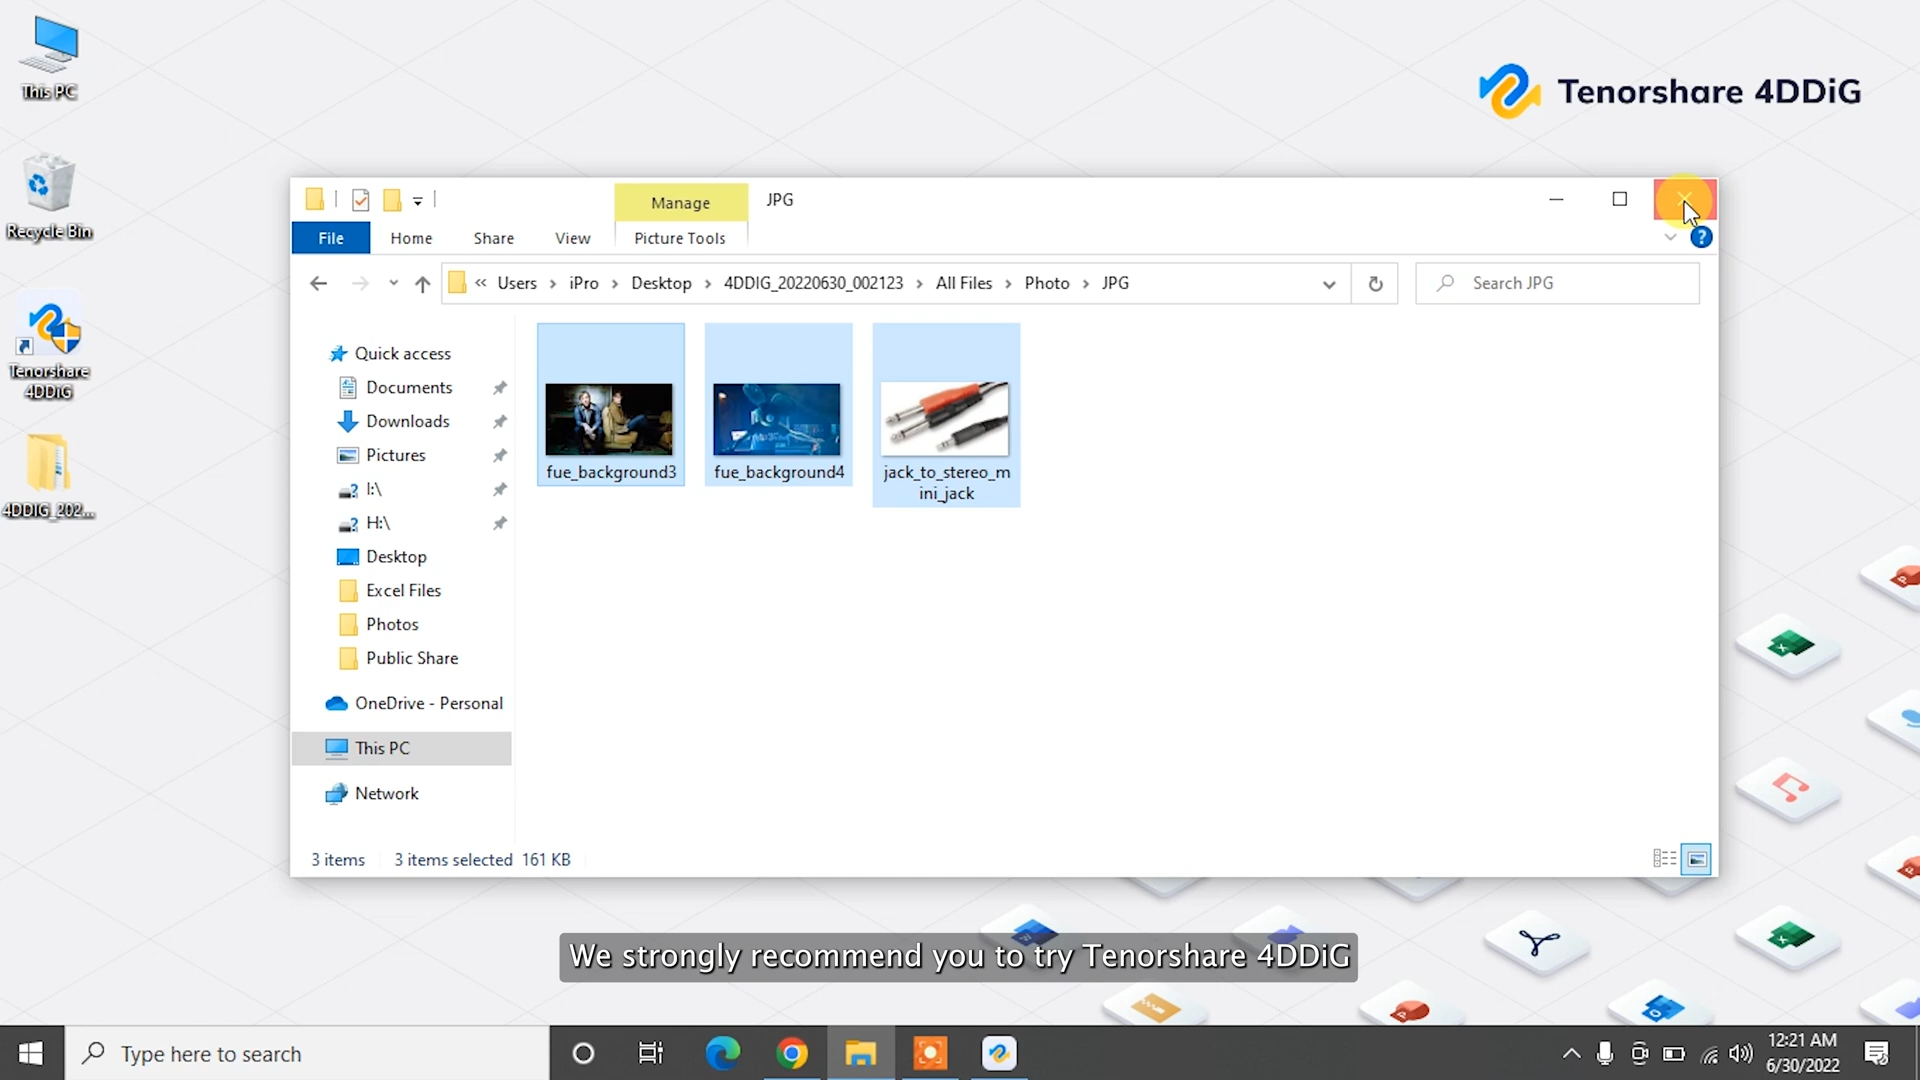 This PC
Recycle Bin
Tenorshare
4DDiG
4DDIG_202...
Tenorshare 4DDiG
Manage
JPG
File
Home
Share
View
Picture Tools
« Users > iPro > Desktop > 4DDIG_20220630_002123 > All Files > Photo > JPG
Search JPG
Quick access
Documents
Downloads
Pictures
I:\
H:\
Desktop
Excel Files
Photos
Public Share
OneDrive - Personal
This PC
Network
fue_background3
fue_background4
jack_to_stereo_m
ini_jack
3 items
3 items selected 161 KB
We strongly recommend you to try Tenorshare 4DDiG
Type here to search
12:21 AM
6/30/2022